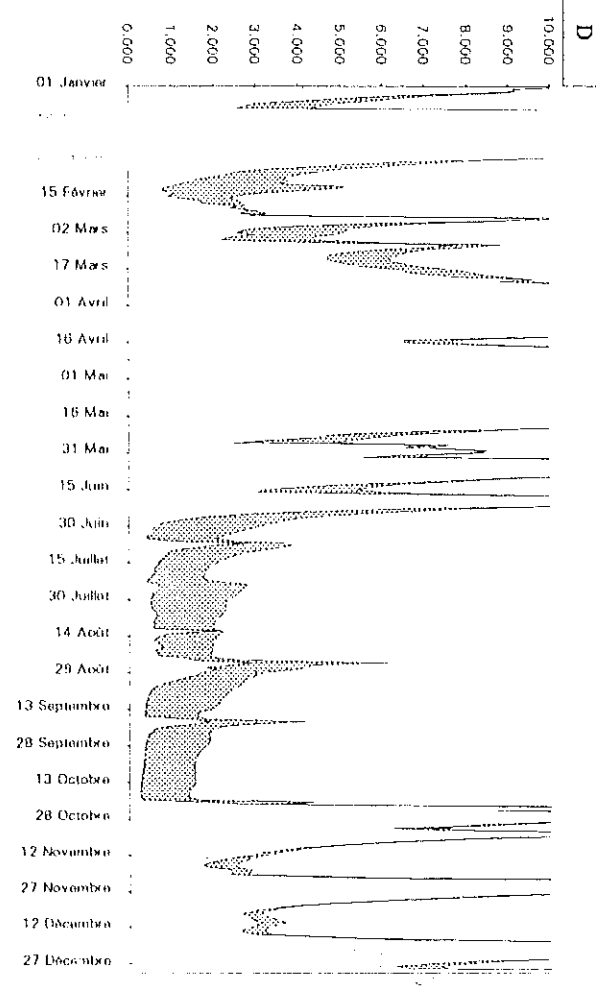 D
10.000
9.000
8.000
7.000
6.000
5.000
4.000
3.000
2.000
1.000
0.000
01 Janvier
15 Février
02 Mars
17 Mars
01 Avril
16 Avril
01 Mai
16 Mai
31 Mai
15 Juin
30 Juin
15 Juillet
30 Juillet
14 Août
29 Août
13 Septembre
28 Septembre
13 Octobre
28 Octobre
12 Novembre
27 Novembre
12 Décembre
27 Décembre